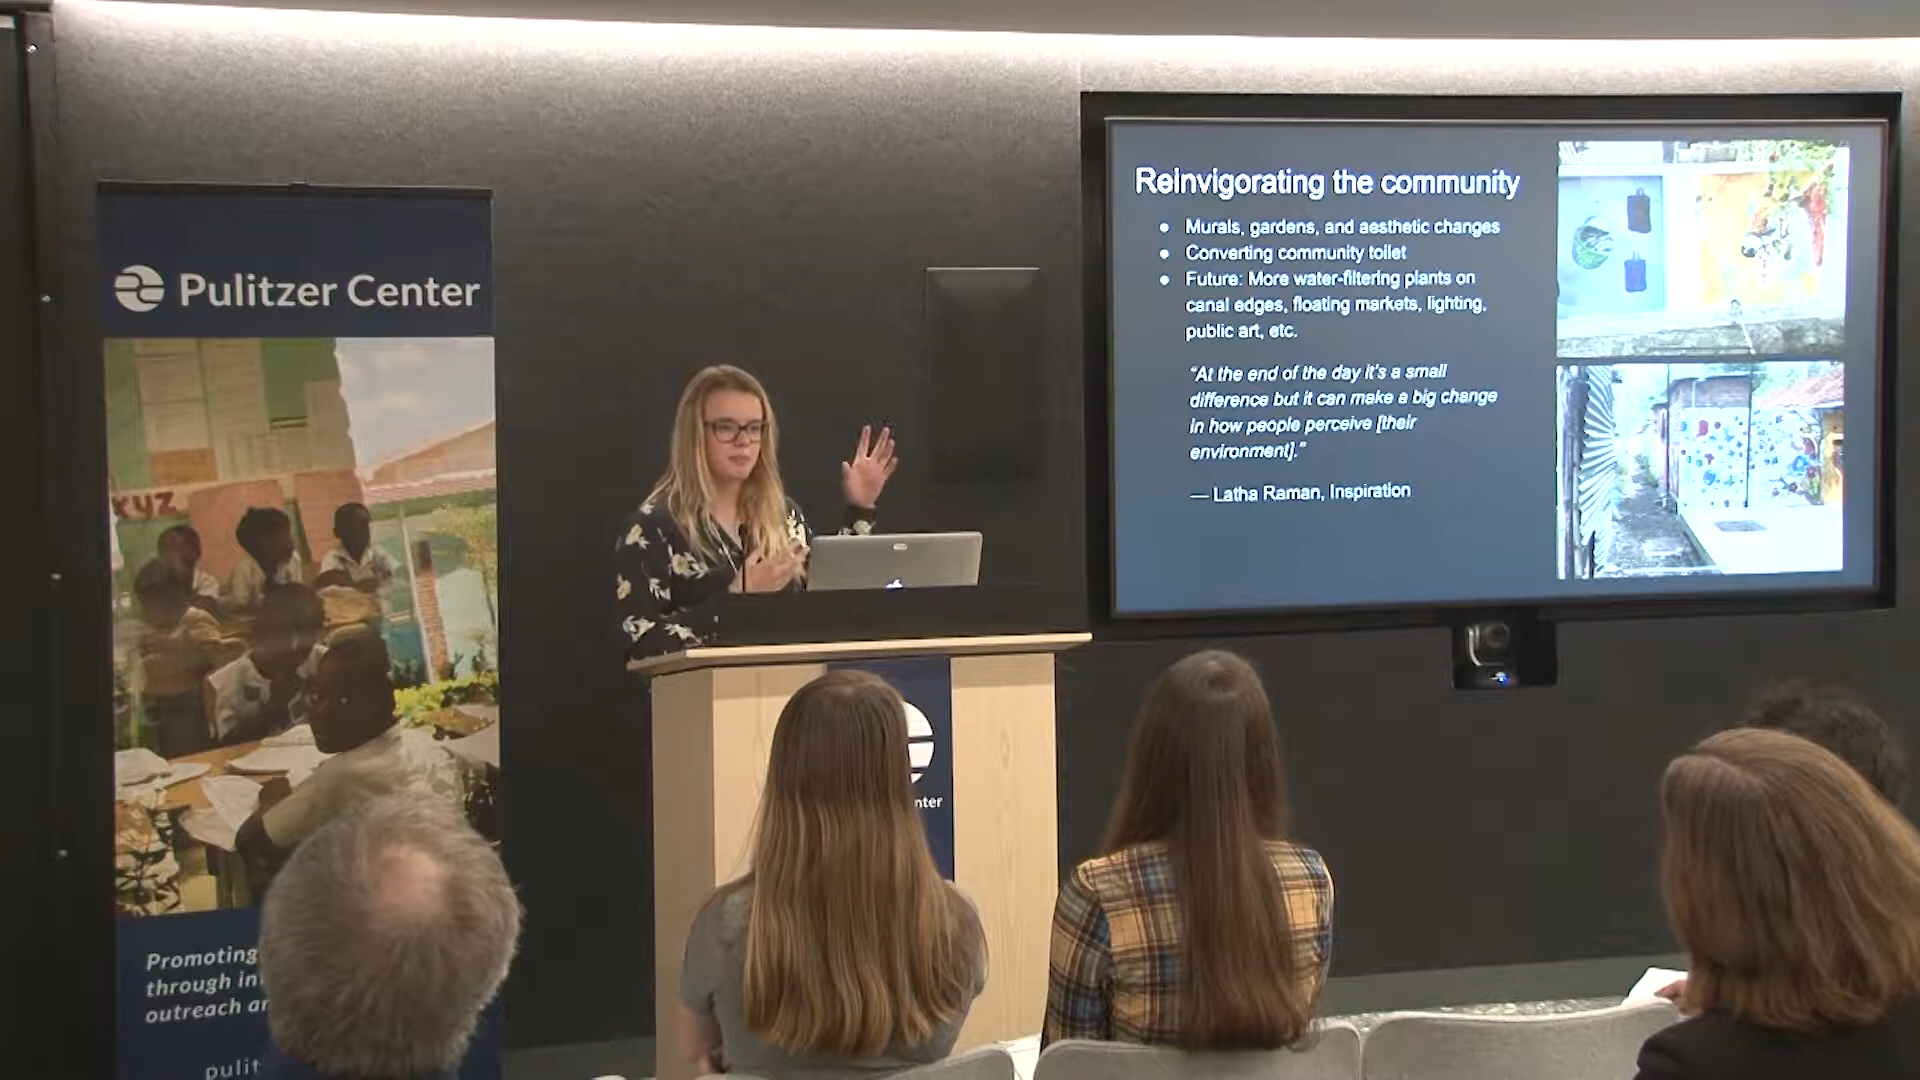 Pulitzer Center
xyz
Promoting
through in
outreach ar
pulit
nter
Reinvigorating the community
● Murals, gardens, and aesthetic changes
● Converting community toilet
● Future: More water-filtering plants on
canal edges, floating markets, lighting,
public art, etc.
“At the end of the day it’s a small
difference but it can make a big change
in how people perceive [their
environment].”
— Latha Raman, Inspiration